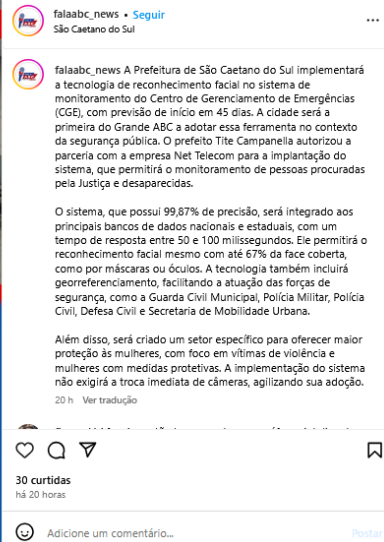 falaabc_news • Seguir
São Caetano do Sul
falaabc_news A Prefeitura de São Caetano do Sul implementará
a tecnologia de reconhecimento facial no sistema de
monitoramento do Centro de Gerenciamento de Emergências
(CGE), com previsão de início em 45 dias. A cidade será a
primeira do Grande ABC a adotar essa ferramenta no contexto
da segurança pública. O prefeito Tite Campanella autorizou a
parceria com a empresa Net Telecom para a implantação do
sistema, que permitirá o monitoramento de pessoas procuradas
pela Justiça e desaparecidas.
O sistema, que possui 99,87% de precisão, será integrado aos
principais bancos de dados nacionais e estaduais, com um
tempo de resposta entre 50 e 100 milissegundos. Ele permitirá o
reconhecimento facial mesmo com até 67% da face coberta,
como por máscaras ou óculos. A tecnologia também incluirá
georreferenciamento, facilitando a atuação das forças de
segurança, como a Guarda Civil Municipal, Polícia Militar, Polícia
Civil, Defesa Civil e Secretaria de Mobilidade Urbana.
Além disso, será criado um setor específico para oferecer maior
proteção às mulheres, com foco em vítimas de violência e
mulheres com medidas protetivas. A implementação do sistema
não exigirá a troca imediata de câmeras, agilizando sua adoção.
20 h Ver tradução
30 curtidas
há 20 horas
Adicione um comentário...
Postar